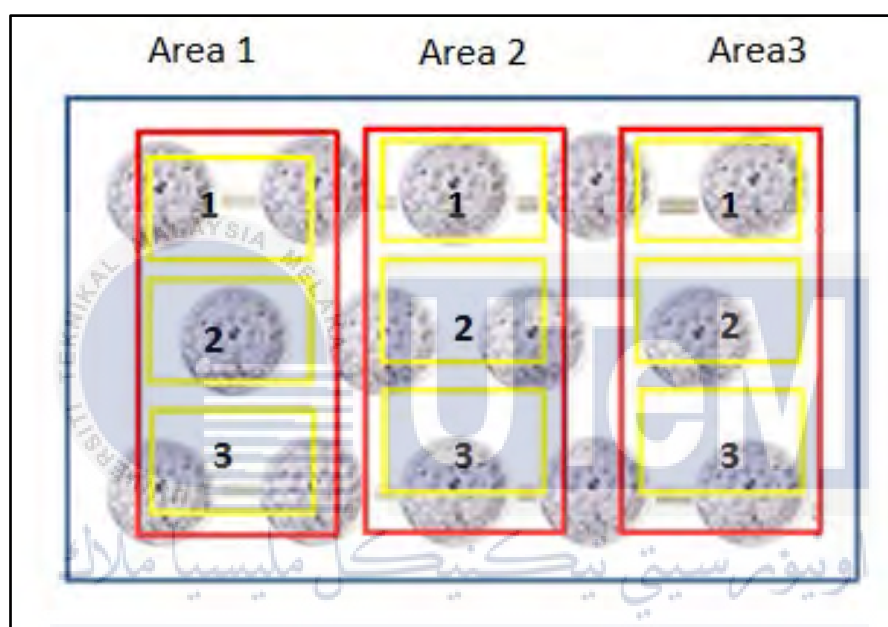 Area 1 Area 2 Area3
1 1 1
2 2 2
3 3 3
UTeM
UNIVERSITI TEKNIKAL MALAYSIA MELAKA
اونيۏرسيتي تيكنيكل مليسيا ملاك